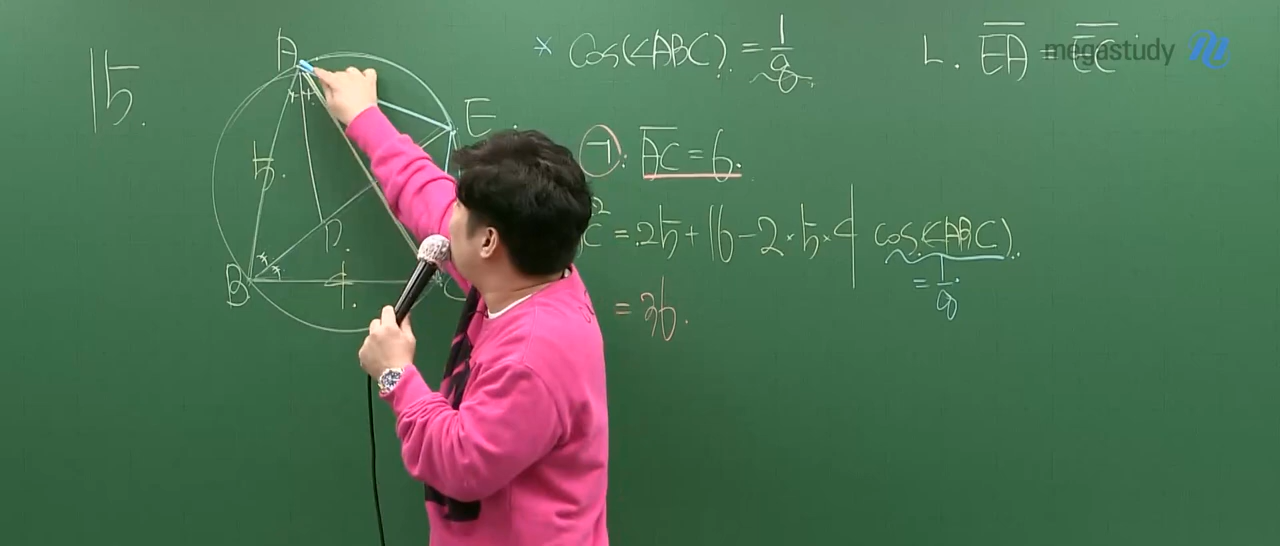 15.
A
E
5.
D.
B
4.
C
* cos(∠ABC) = 1/8
㉠: AC = 6.
C² = 25 + 16 - 2×5×4 cos(∠ABC).
= 1/8
= 36.
ㄴ. EA = EC
megastudy